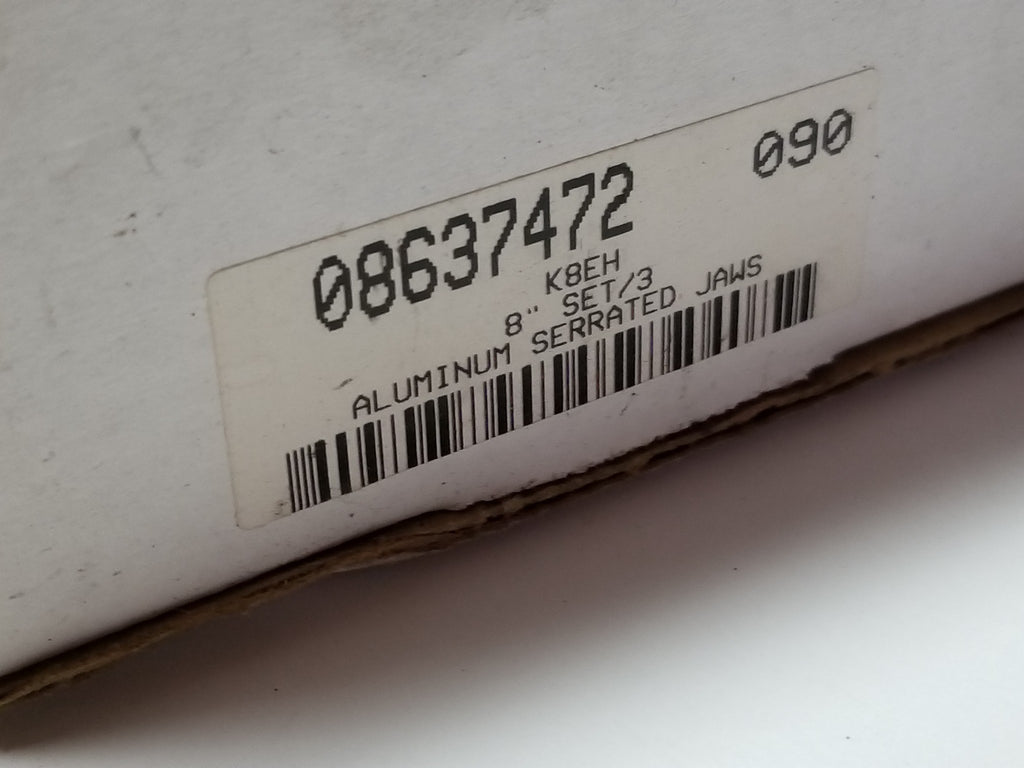 08637472 090
K8EH
8" SET/3
ALUMINUM SERRATED JAWS